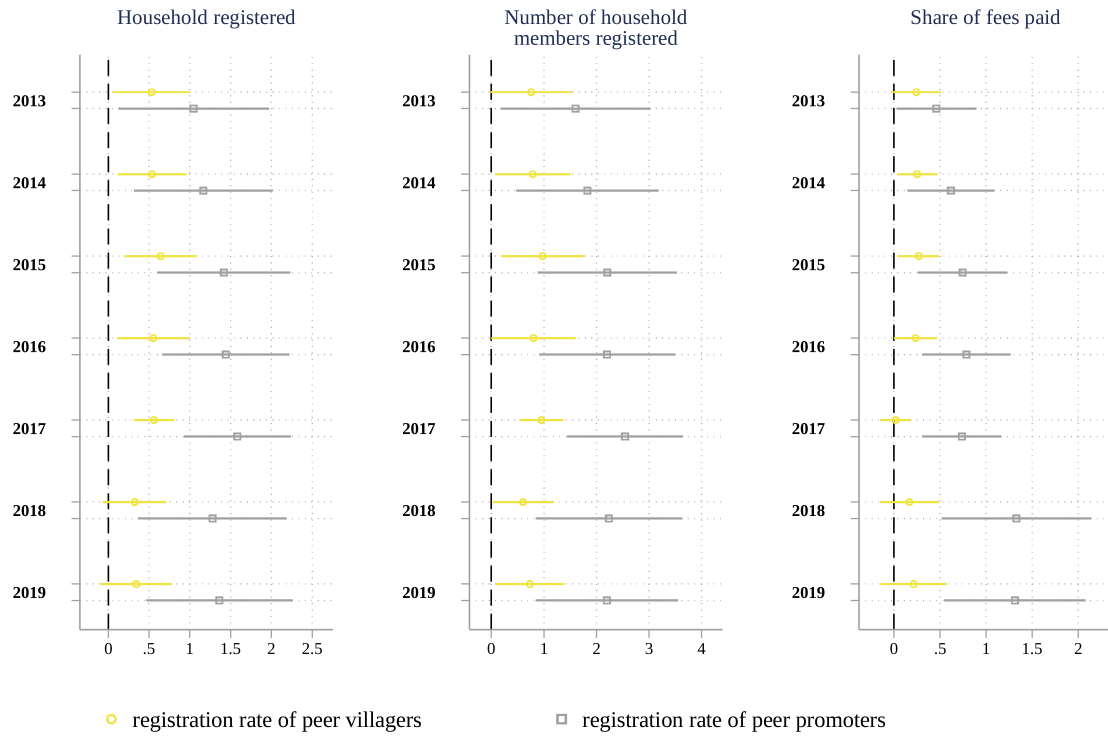 Household registered
2013
2014
2015
2016
2017
2018
2019
0 .5 1 1.5 2 2.5
Number of household
members registered
2013
2014
2015
2016
2017
2018
2019
0 1 2 3 4
Share of fees paid
2013
2014
2015
2016
2017
2018
2019
0 .5 1 1.5 2
registration rate of peer villagers
registration rate of peer promoters